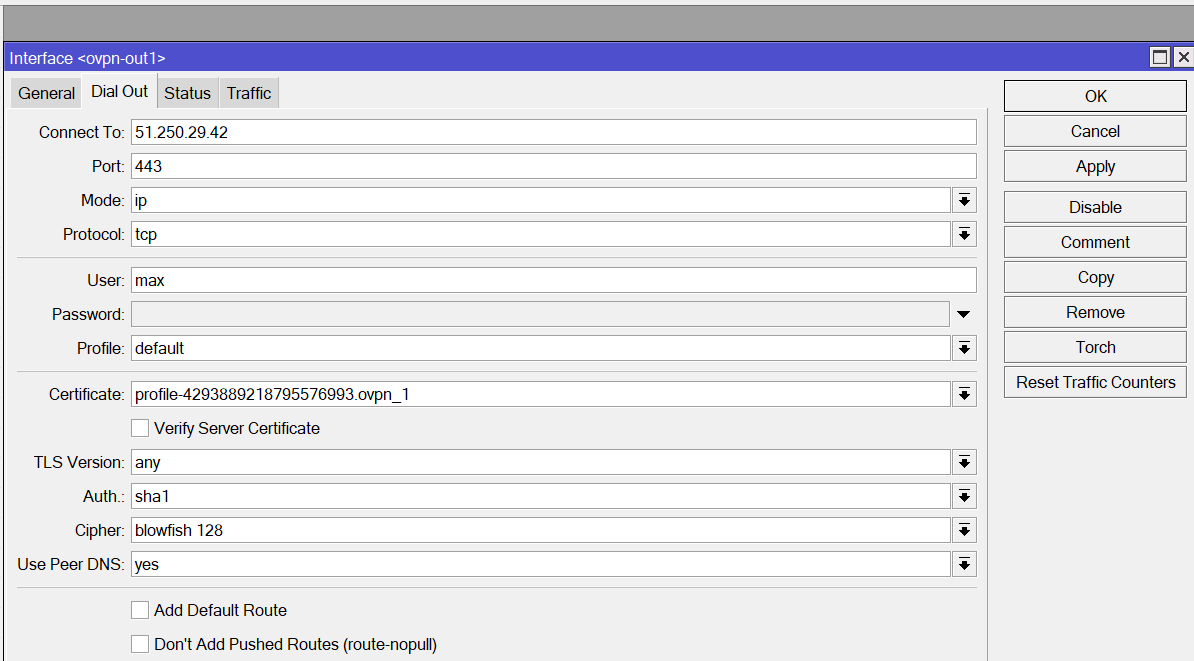 Interface <ovpn-out1>
General Dial Out Status Traffic
Connect To: 51.250.29.42
Port: 443
Mode: ip
Protocol: tcp
User: max
Password:
Profile: default
Certificate: profile-4293889218795576993.ovpn_1
Verify Server Certificate
TLS Version: any
Auth.: sha1
Cipher: blowfish 128
Use Peer DNS: yes
Add Default Route
Don't Add Pushed Routes (route-nopull)
OK
Cancel
Apply
Disable
Comment
Copy
Remove
Torch
Reset Traffic Counters